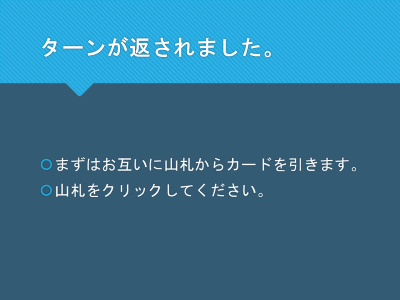 ターンが返されました。
まずはお互いに山札からカードを引きます。
山札をクリックしてください。